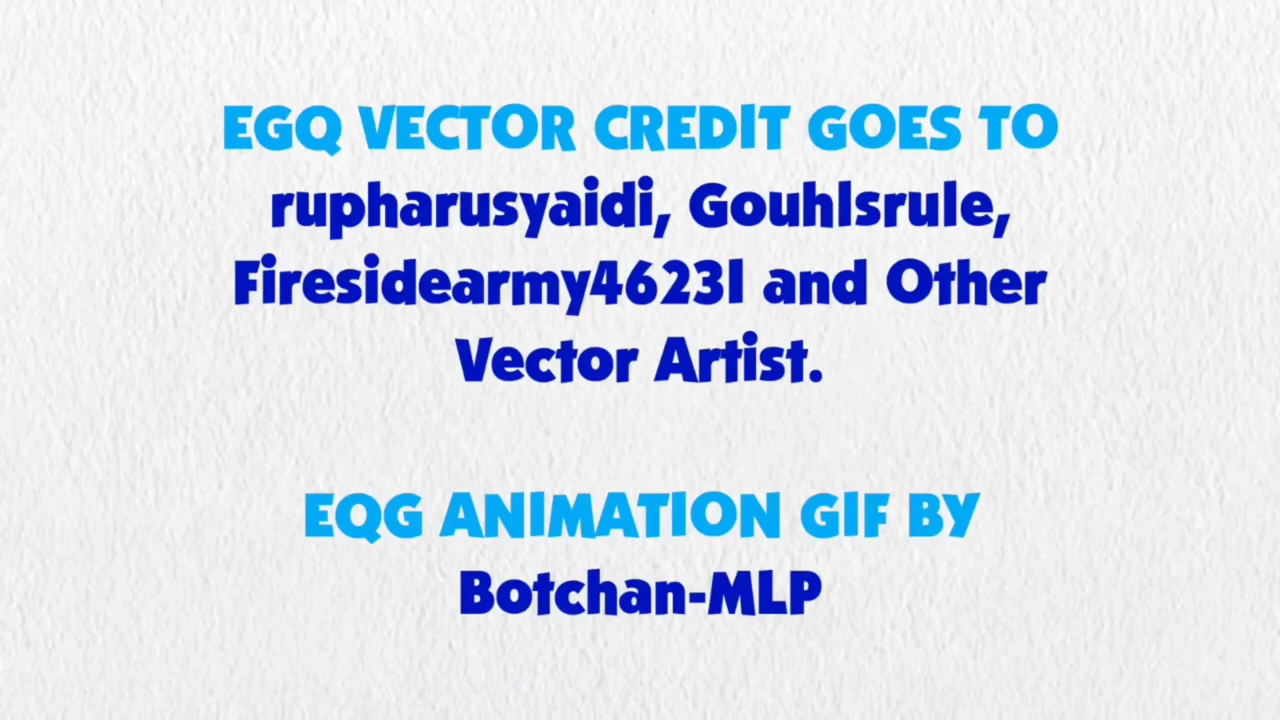 EGQ VECTOR CREDIT GOES TO
rupharusyaidi, Gouhlsrule,
Firesidearmy46231 and Other
Vector Artist.
EQG ANIMATION GIF BY
Botchan-MLP